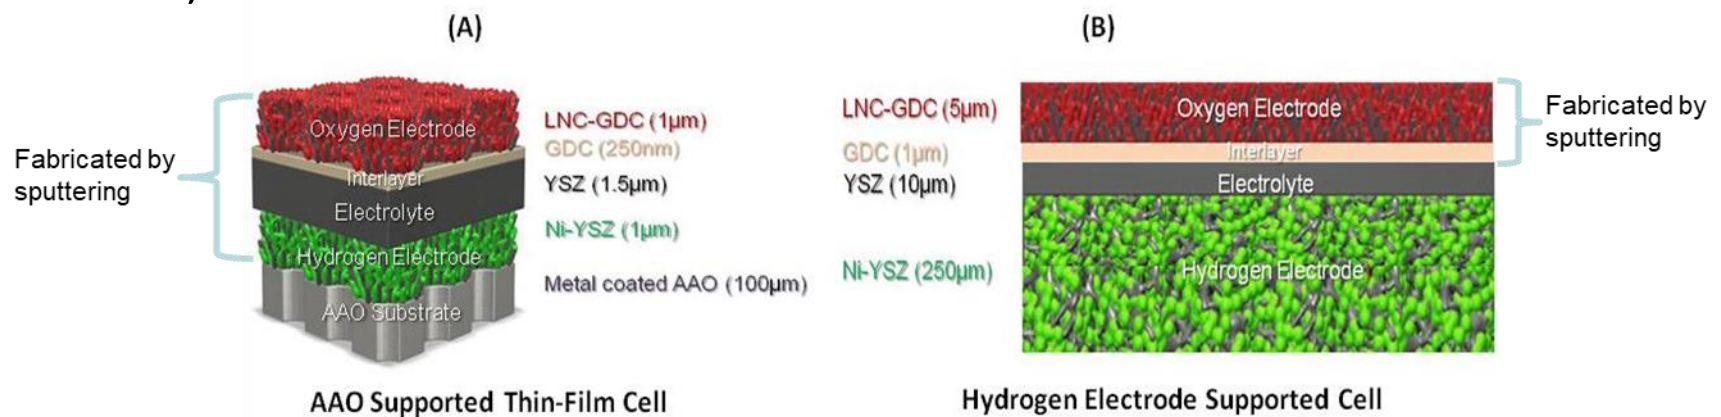 (A)
(B)
Fabricated by
sputtering
Oxygen Electrode
Interlayer
Electrolyte
Hydrogen Electrode
AAO Substrate
LNC-GDC (1μm)
GDC (250nm)
YSZ (1.5μm)
Ni-YSZ (1μm)
Metal coated AAO (100μm)
AAO Supported Thin-Film Cell
LNC-GDC (5μm)
GDC (1μm)
YSZ (10μm)
Ni-YSZ (250μm)
Oxygen Electrode
Interlayer
Electrolyte
Hydrogen Electrode
Fabricated by
sputtering
Hydrogen Electrode Supported Cell